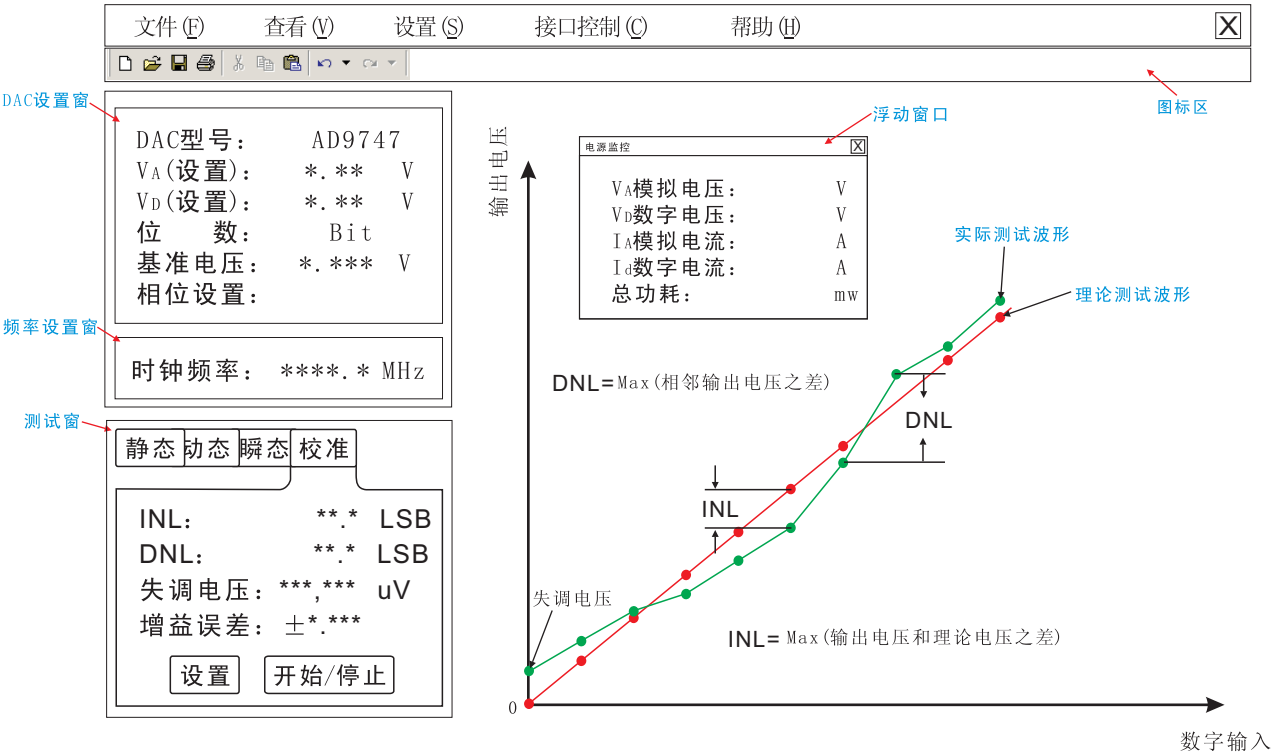 文件(F) 查看(V) 设置(S) 接口控制(C) 帮助(H) X
DAC设置窗
图标区
DAC型号： AD9747
VA(设置)： *.** V
VD(设置)： *.** V
位 数： Bit
基准电压： *.*** V
相位设置：
频率设置窗
时钟频率： ****.* MHz
测试窗
静态 动态 瞬态 校准
INL： **.* LSB
DNL： **.* LSB
失调电压： ***,*** uV
增益误差： ±*.***
设置 开始/停止
输出电压
浮动窗口
电源监控 X
VA模拟电压： V
VD数字电压： V
IA模拟电流： A
Id数字电流： A
总功耗： mw
实际测试波形
理论测试波形
DNL=Max(相邻输出电压之差)
DNL
INL
失调电压
INL=Max(输出电压和理论电压之差)
0
数字输入